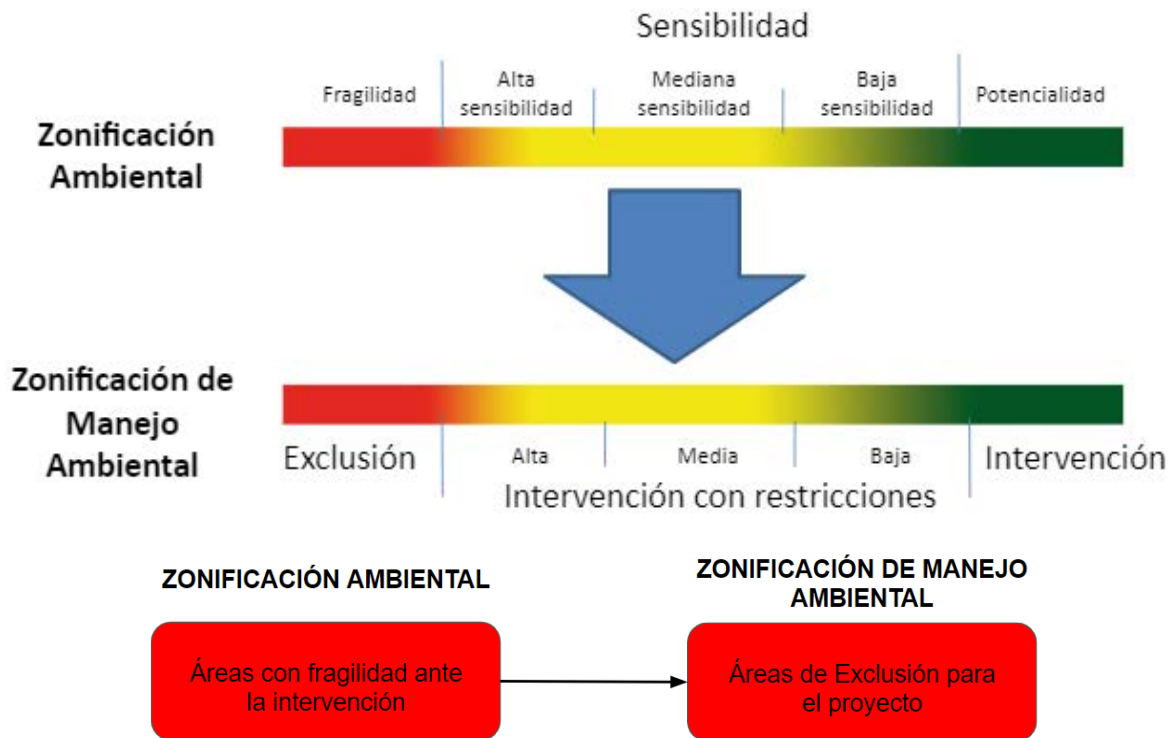 Sensibilidad
Fragilidad
Alta
sensibilidad
Mediana
sensibilidad
Baja
sensibilidad
Potencialidad
Zonificación
Ambiental
Zonificación de
Manejo
Ambiental
Exclusión
Alta
Media
Baja
Intervención
Intervención con restricciones
ZONIFICACIÓN AMBIENTAL
ZONIFICACIÓN DE MANEJO
AMBIENTAL
Áreas con fragilidad ante
la intervención
Áreas de Exclusión para
el proyecto